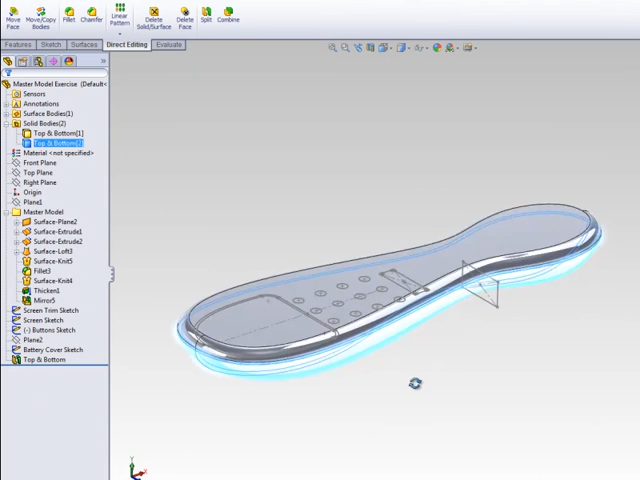 Move Face
Move/Copy Bodies
Fillet
Chamfer
Linear Pattern
Delete Solid/Surface
Delete Face
Split
Combine
Features
Sketch
Surfaces
Direct Editing
Evaluate
Master Model Exercise (Default<
Sensors
Annotations
Surface Bodies(1)
Solid Bodies(2)
Top & Bottom[1]
Top & Bottom[2]
Material <not specified>
Front Plane
Top Plane
Right Plane
Origin
Plane1
Master Model
Surface-Plane2
Surface-Extrude1
Surface-Extrude2
Surface-Loft3
Surface-Knit5
Fillet3
Surface-Knit4
Thicken1
Mirror5
Screen Trim Sketch
Screen Sketch
(-) Buttons Sketch
Plane2
Battery Cover Sketch
Top & Bottom
Y
X